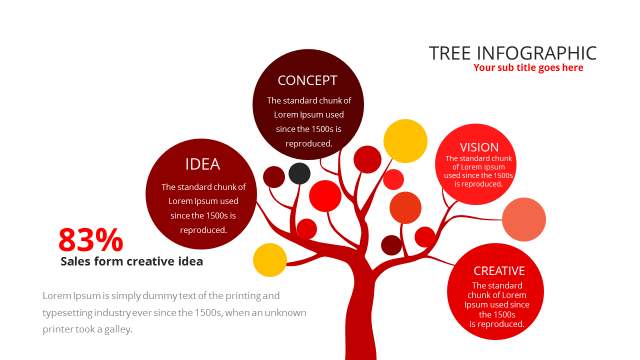 TREE INFOGRAPHIC
Your sub title goes here
CONCEPT
The standard chunk of
Lorem Ipsum used
since the 1500s is
reproduced.
IDEA
The standard chunk of
Lorem Ipsum used
since the 1500s is
reproduced.
VISION
The standard chunk
of Lorem Ipsum
used since the 1500s
is reproduced.
83%
Sales form creative idea
Lorem Ipsum is simply dummy text of the printing and
typesetting industry ever since the 1500s, when an unknown
printer took a galley.
CREATIVE
The standard
chunk of Lorem
Ipsum used since
the 1500s
is reproduced.